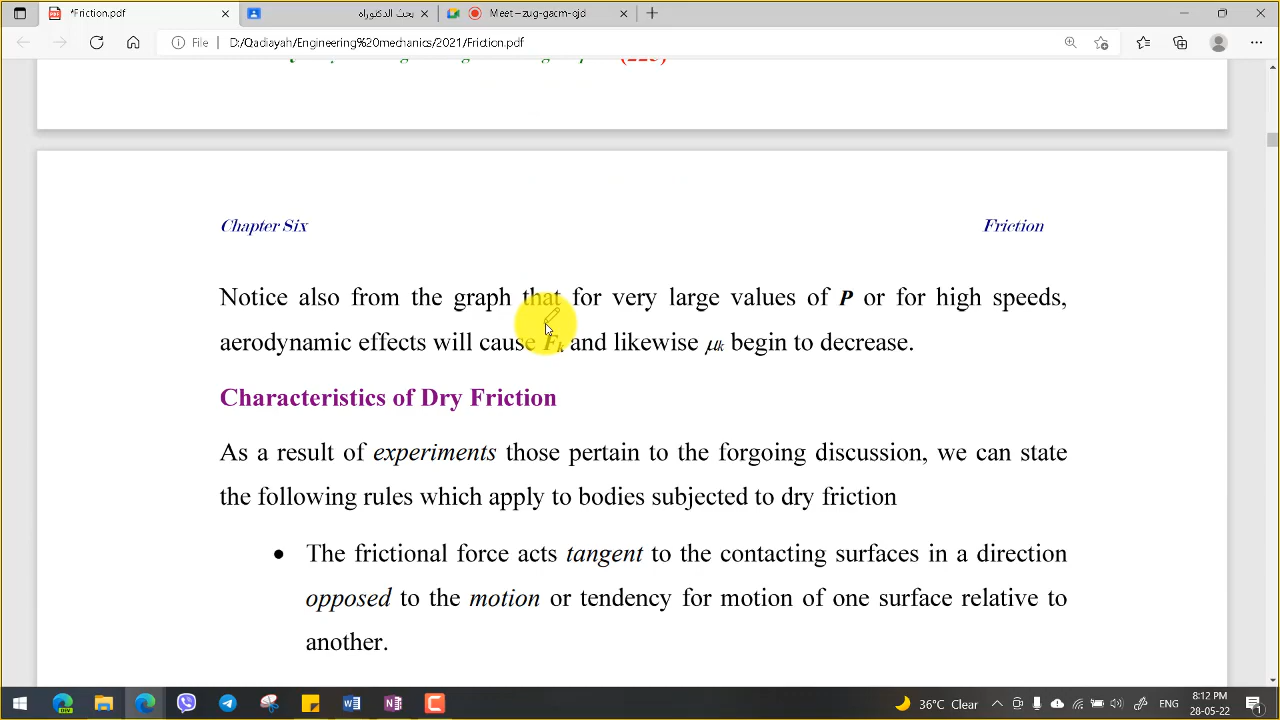 *Friction.pdf
بحث الدكتوراه
Meet – zug-gacm-ojd
File
D:/Qadiayah/Engineering%20mechanics/2021/Friction.pdf
Chapter Six
Friction
Notice also from the graph that for very large values of P or for high speeds,
aerodynamic effects will cause Fk and likewise μk begin to decrease.
Characteristics of Dry Friction
As a result of experiments those pertain to the forgoing discussion, we can state
the following rules which apply to bodies subjected to dry friction
• The frictional force acts tangent to the contacting surfaces in a direction
opposed to the motion or tendency for motion of one surface relative to
another.
36°C Clear
8:12 PM
28-05-22